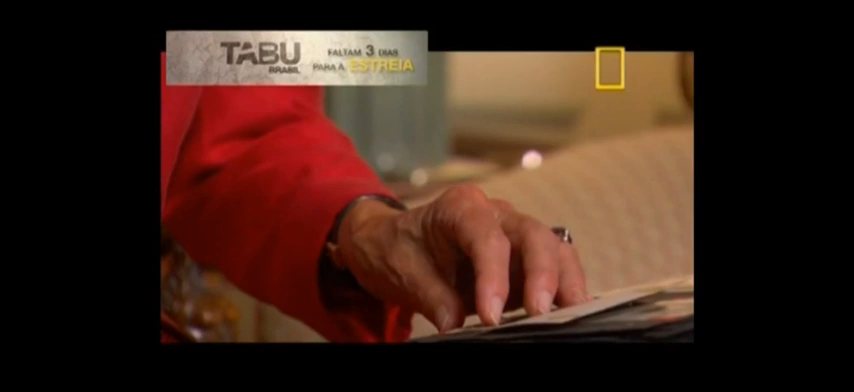 TABU
BRASIL
FALTAM 3 DIAS
PARA A ESTREIA